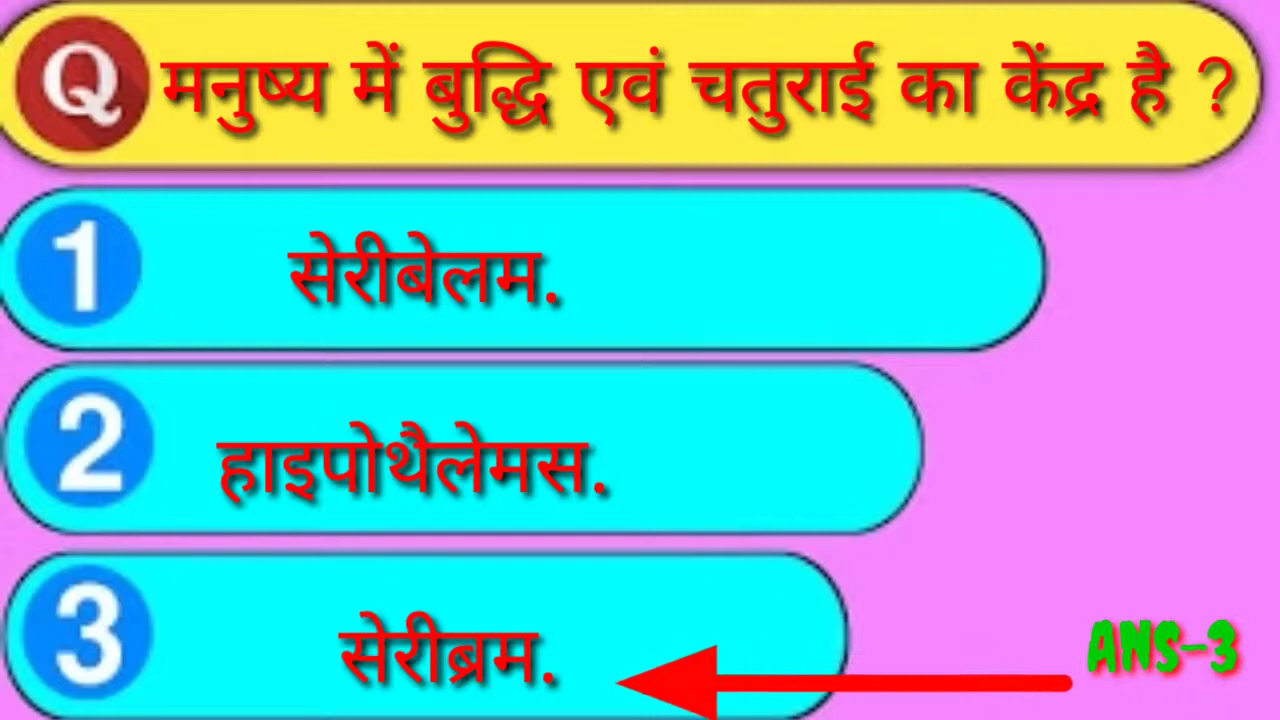 Q मनुष्य में बुद्धि एवं चतुराई का केंद्र है ?
1 सेरीबेलम.
2 हाइपोथैलेमस.
3 सेरीब्रम.
ANS-3